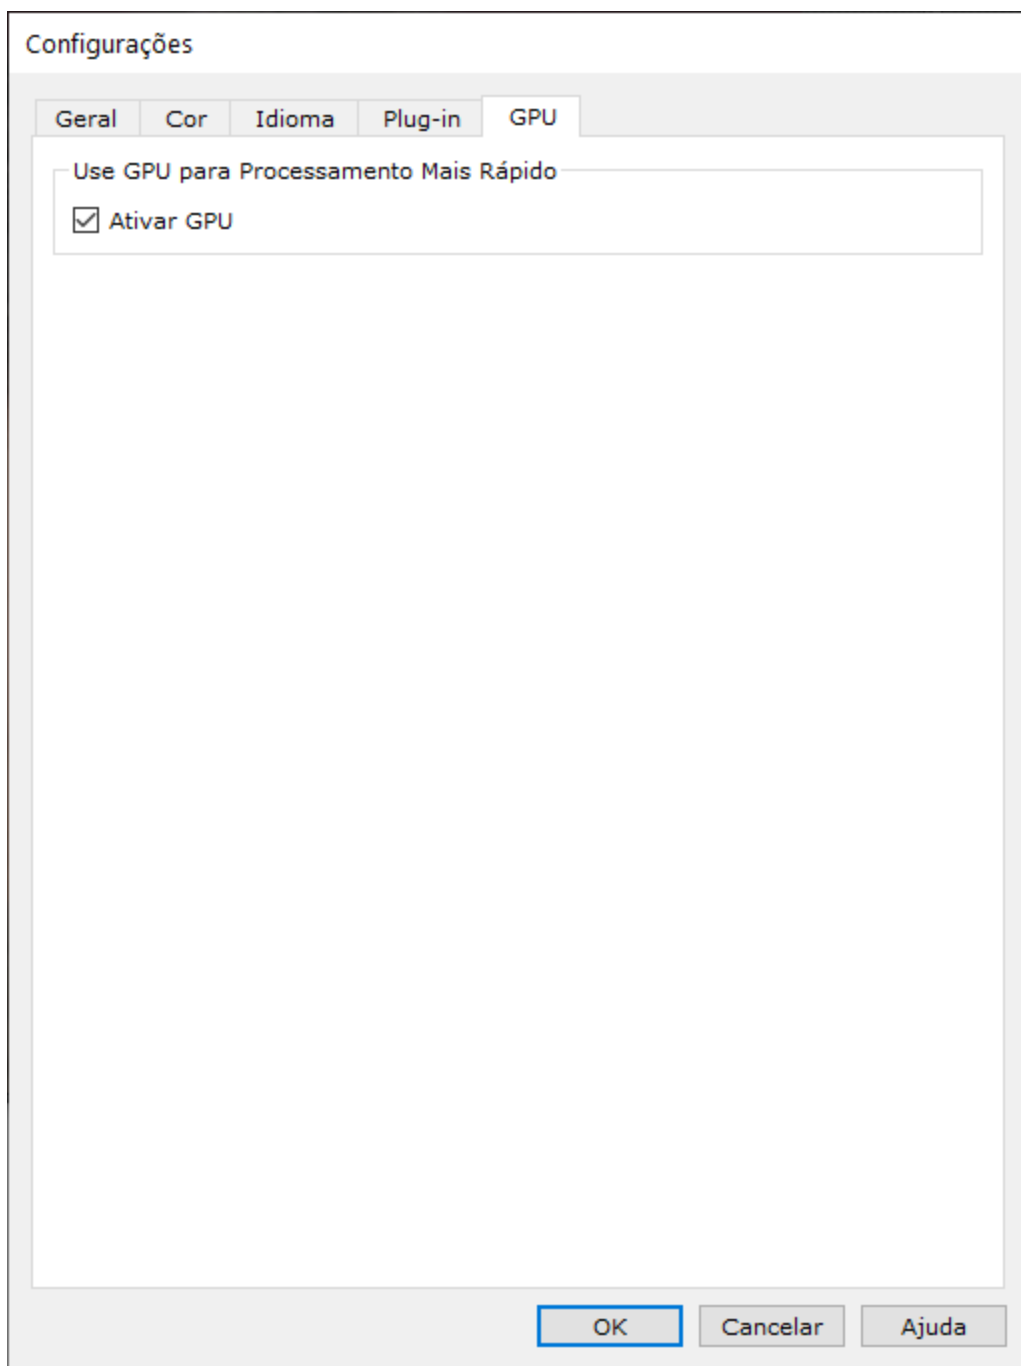 Configurações
Geral Cor Idioma Plug-in GPU
Use GPU para Processamento Mais Rápido
Ativar GPU
OK Cancelar Ajuda